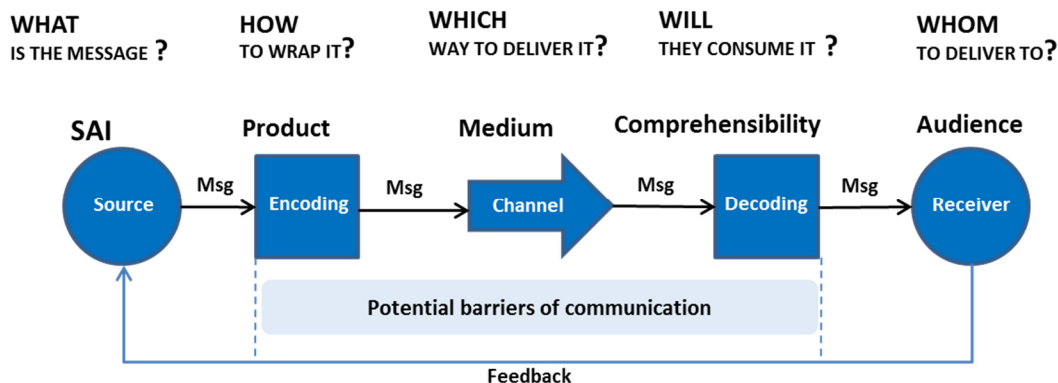 WHAT
IS THE MESSAGE ?
HOW
TO WRAP IT?
WHICH
WAY TO DELIVER IT?
WILL
THEY CONSUME IT ?
WHOM
TO DELIVER TO?
SAI
Product
Medium
Comprehensibility
Audience
Source
Msg
Encoding
Msg
Channel
Msg
Decoding
Msg
Receiver
Potential barriers of communication
Feedback